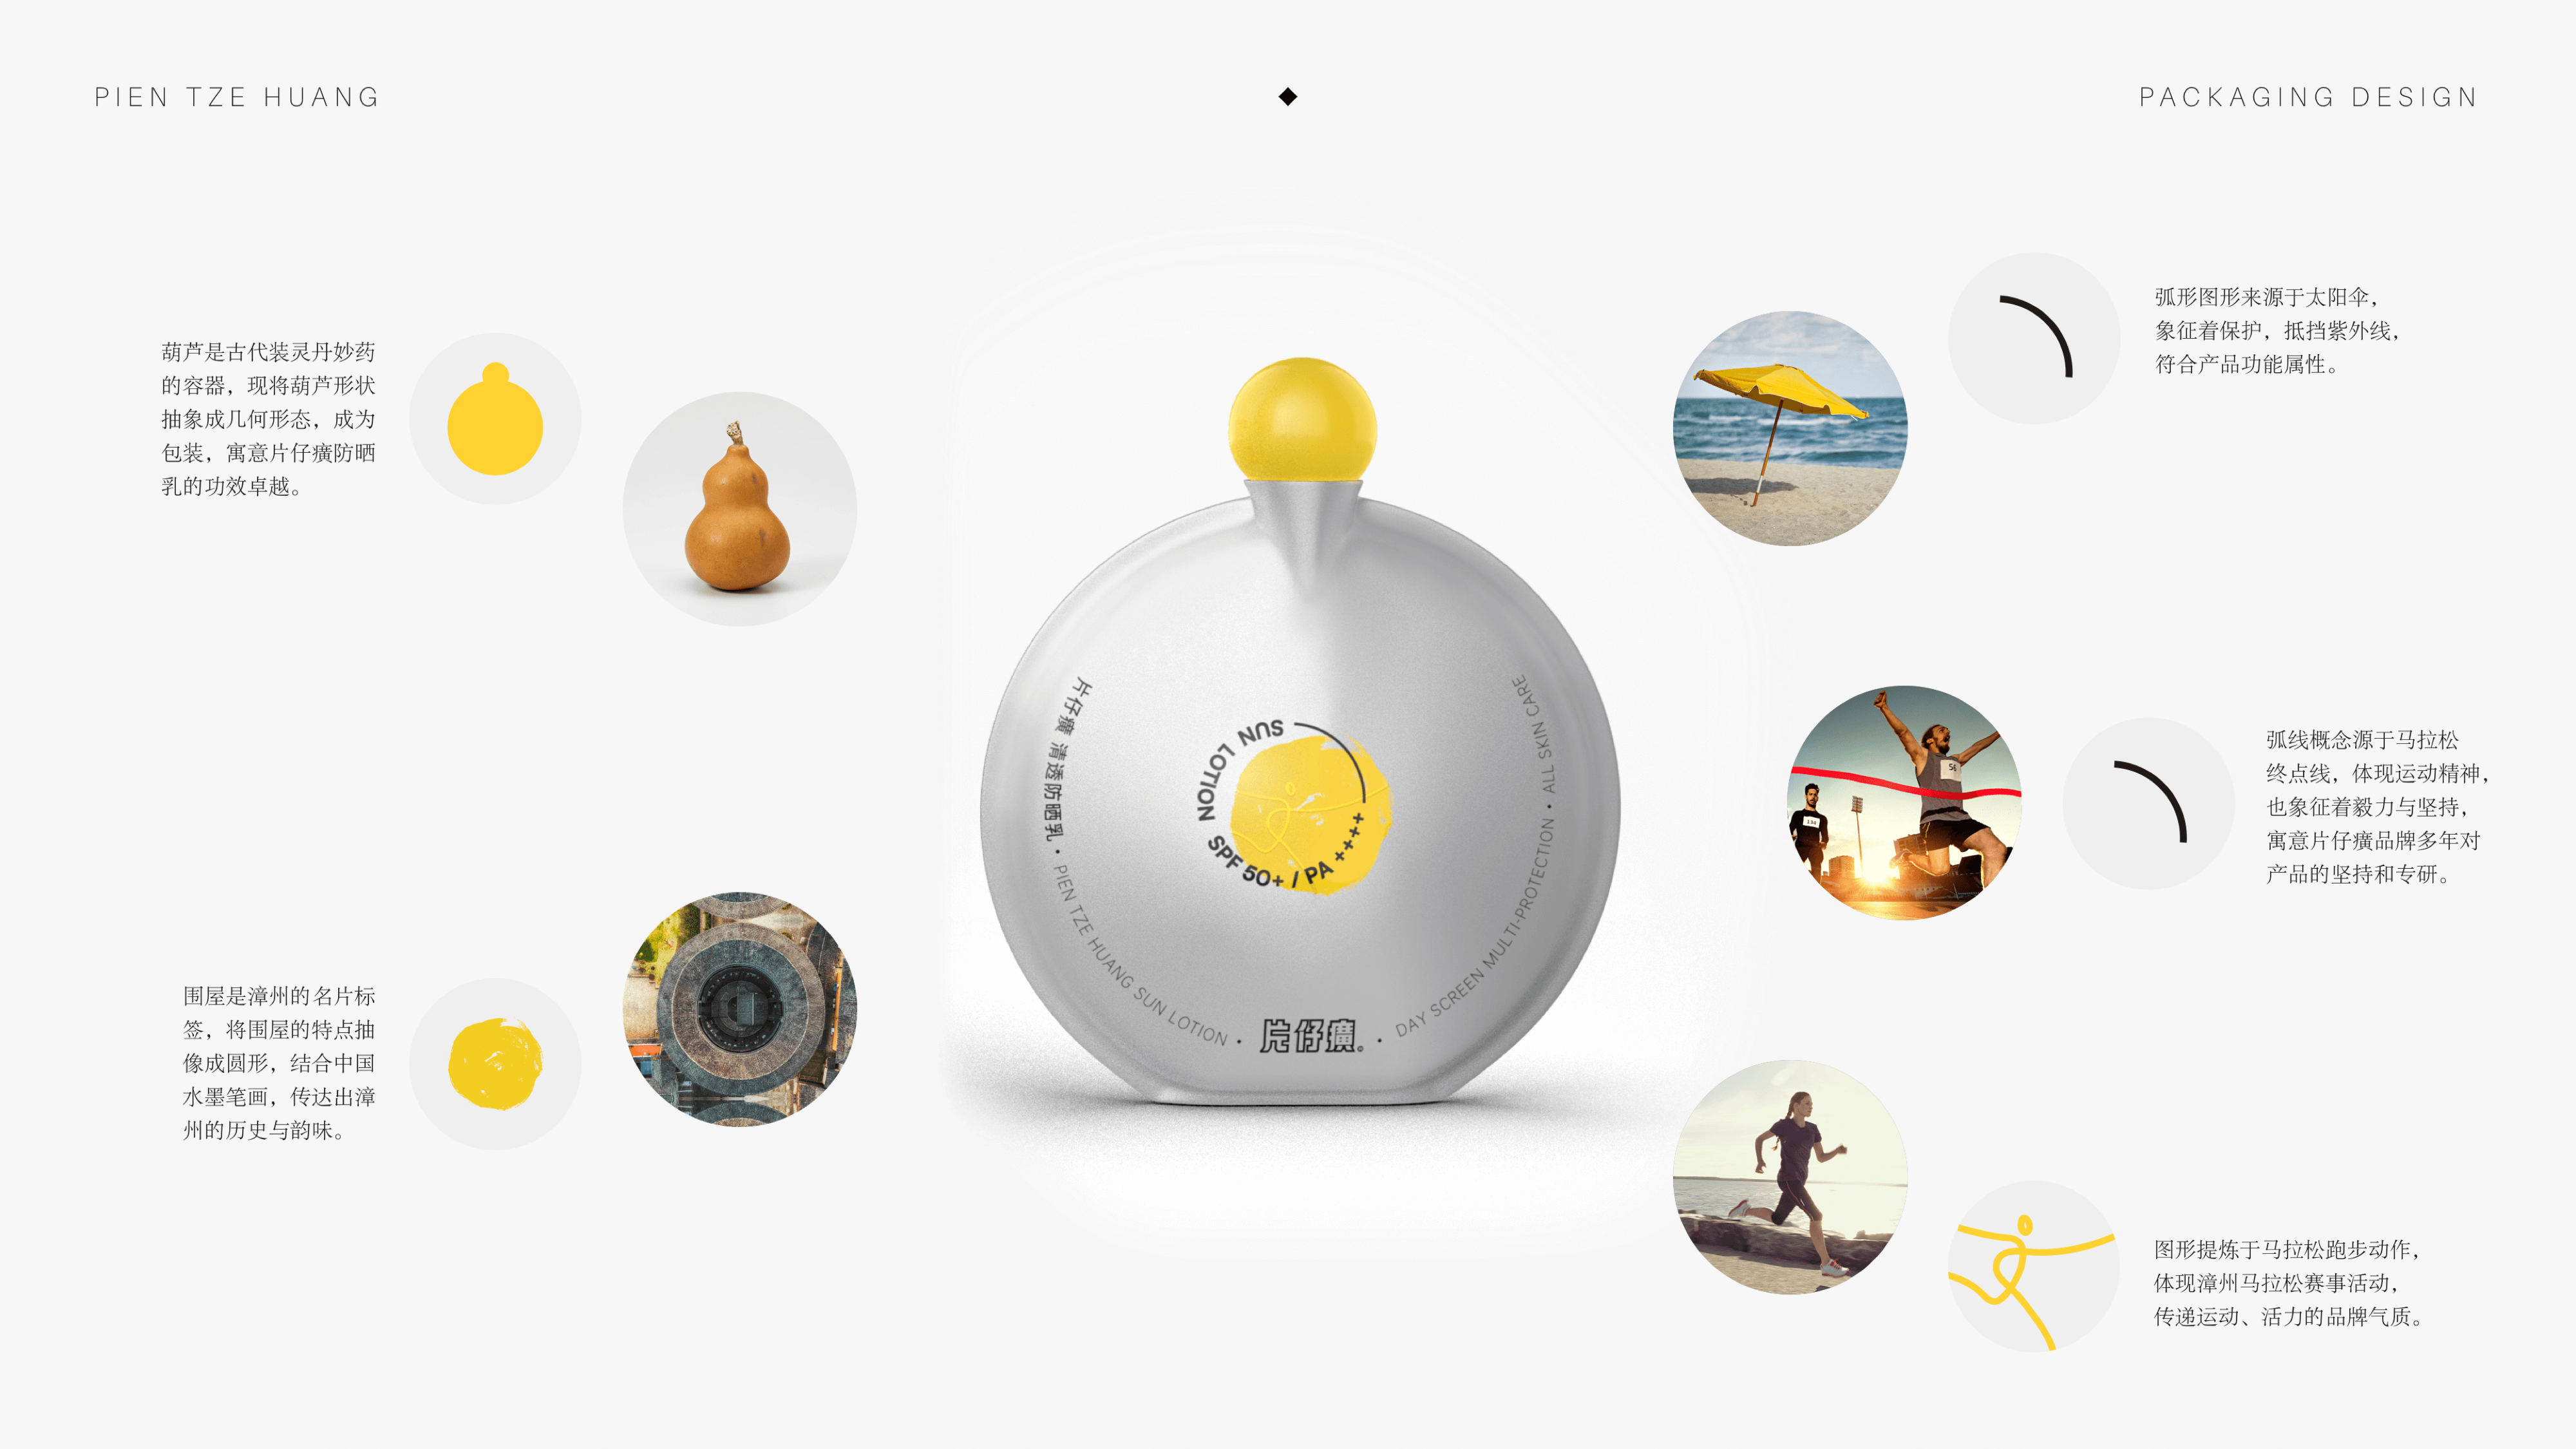 PIEN TZE HUANG
PACKAGING DESIGN
葫芦是古代装灵丹妙药
的容器，现将葫芦形状
抽象成几何形态，成为
包装，寓意片仔癀防晒
乳的功效卓越。
围屋是漳州的名片标
签，将围屋的特点抽
像成圆形，结合中国
水墨笔画，传达出漳
州的历史与韵味。
片仔癀 清透防晒乳 • PIEN TZE HUANG SUN LOTION •
片仔癀。
• DAY SCREEN MULTI-PROTECTION • ALL SKIN CARE
SUN LOTION
SPF 50+ / PA ++++
弧形图形来源于太阳伞，
象征着保护，抵挡紫外线，
符合产品功能属性。
56
134
弧线概念源于马拉松
终点线，体现运动精神，
也象征着毅力与坚持，
寓意片仔癀品牌多年对
产品的坚持和专研。
图形提炼于马拉松跑步动作，
体现漳州马拉松赛事活动，
传递运动、活力的品牌气质。